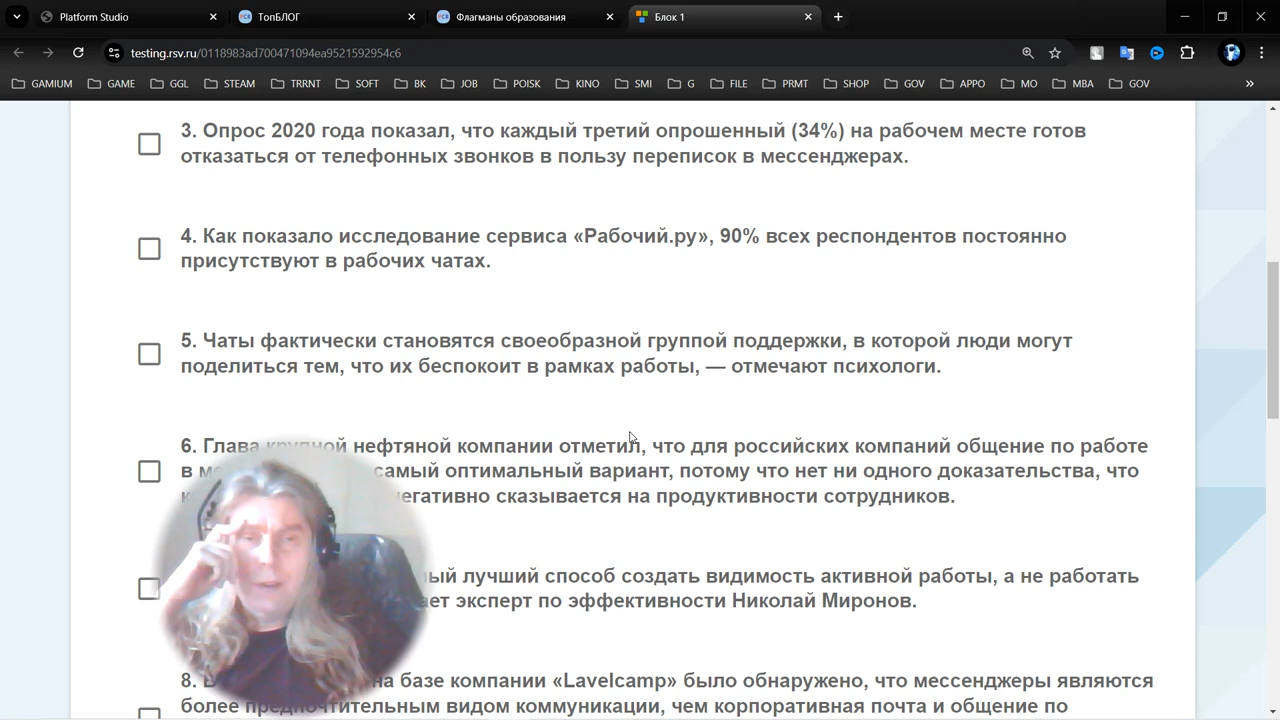 Platform Studio
ТопБЛОГ
Флагманы образования
Блок 1
testing.rsv.ru/0118983ad700471094ea9521592954c6
GAMIUM GAME GGL STEAM TRRNT SOFT BK JOB POISK KINO SMI G FILE PRMT SHOP GOV APPO MO MBA GOV
3. Опрос 2020 года показал, что каждый третий опрошенный (34%) на рабочем месте готов
отказаться от телефонных звонков в пользу переписок в мессенджерах.
4. Как показало исследование сервиса «Рабочий.ру», 90% всех респондентов постоянно
присутствуют в рабочих чатах.
5. Чаты фактически становятся своеобразной группой поддержки, в которой люди могут
поделиться тем, что их беспокоит в рамках работы, — отмечают психологи.
6. Глава крупной нефтяной компании отметил, что для российских компаний общение по работе
в самый оптимальный вариант, потому что нет ни одного доказательства, что
негативно сказывается на продуктивности сотрудников.
лучший способ создать видимость активной работы, а не работать
эксперт по эффективности Николай Миронов.
8. на базе компании «Lavelcamp» было обнаружено, что мессенджеры являются
более предпочтительным видом коммуникации, чем корпоративная почта и общение по